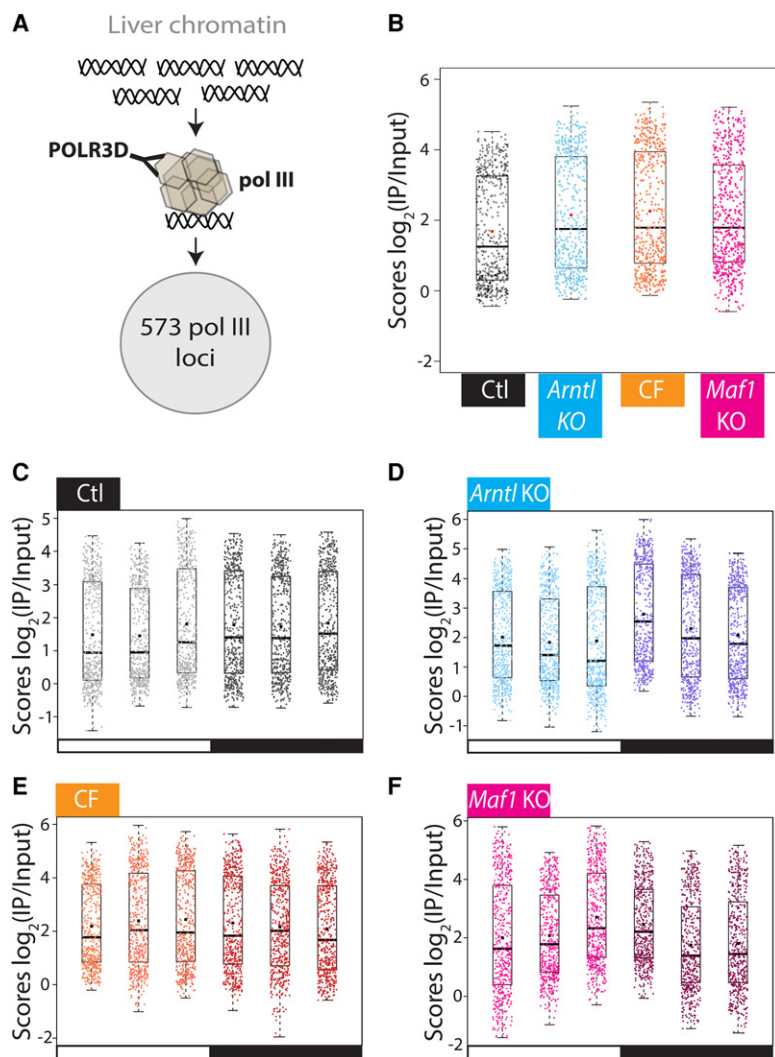 A
Liver chromatin
POLR3D
pol III
573 pol III
loci
B
Scores log2(IP/Input)
6
4
2
0
-2
Ctl
Arntl
KO
CF
Maf1
KO
C
Ctl
Scores log2(IP/Input)
5
4
3
2
1
0
-1
D
Arntl KO
Scores log2(IP/Input)
6
5
4
3
2
1
0
-1
E
CF
Scores log2(IP/Input)
6
4
2
0
-2
F
Maf1 KO
Scores log2(IP/Input)
6
4
2
0
-2